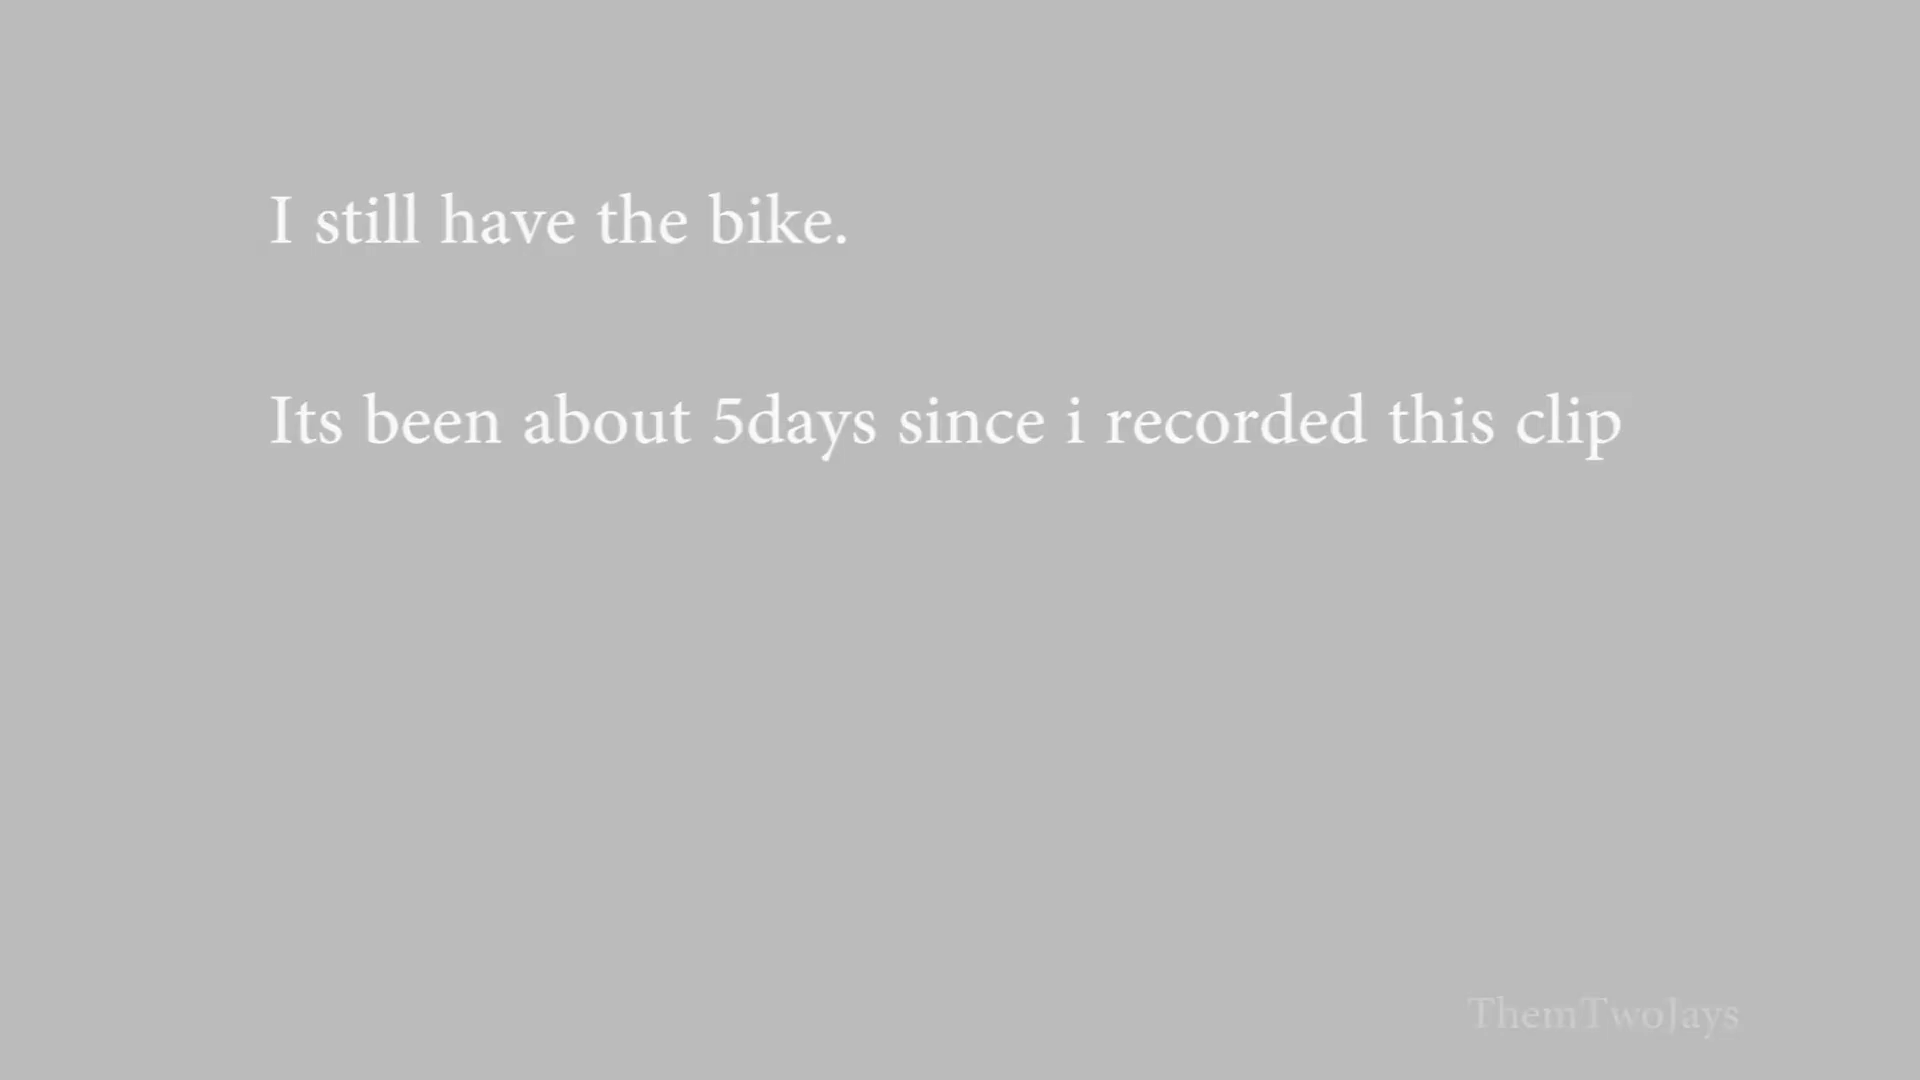 I still have the bike.
Its been about 5days since i recorded this clip
ThemTwoJays